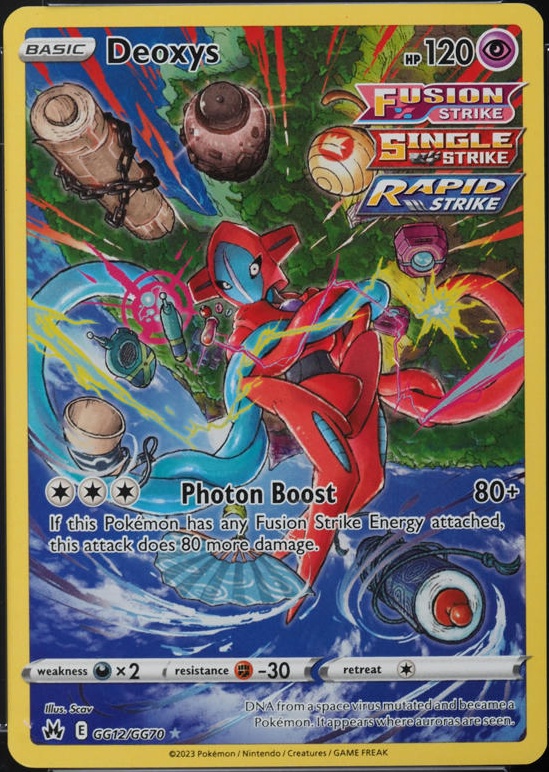 BASIC Deoxys HP 120
FUSION STRIKE
SINGLE STRIKE
RAPID STRIKE
Photon Boost 80+
If this Pokémon has any Fusion Strike Energy attached,
this attack does 80 more damage.
weakness ×2 resistance -30 retreat
Illus. Scav
E GG12/GG70
DNA from a space virus mutated and became a
Pokémon. It appears where auroras are seen.
©2023 Pokémon / Nintendo / Creatures / GAME FREAK